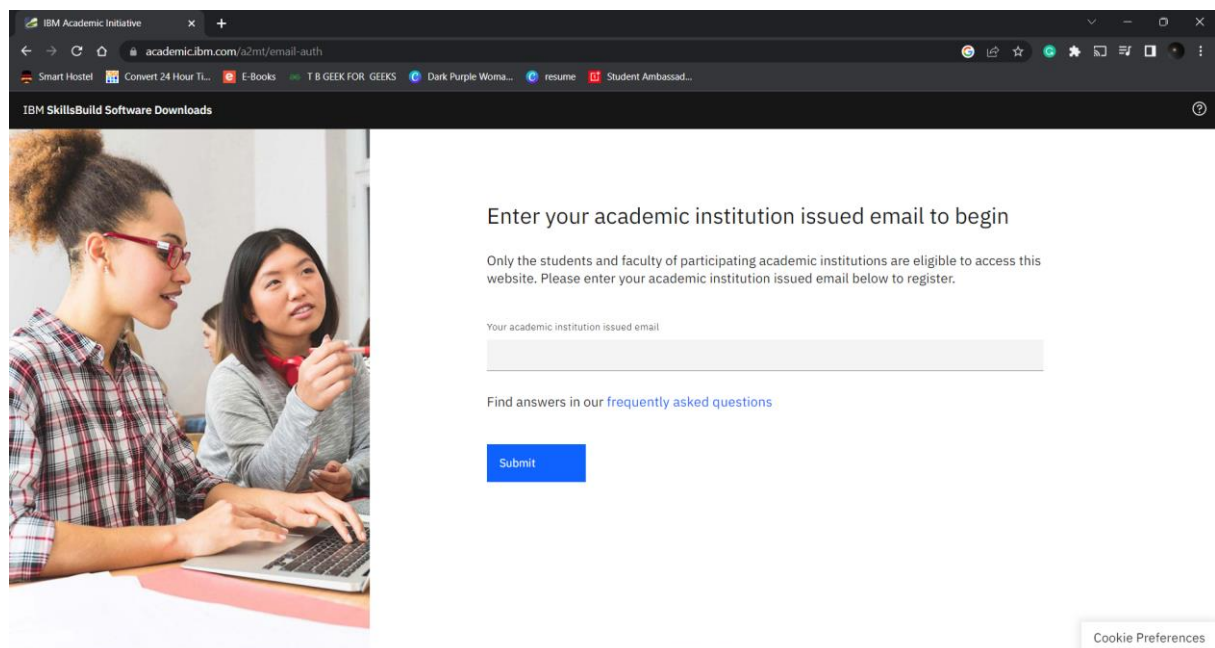 IBM Academic Initiative
academic.ibm.com/a2mt/email-auth
Smart Hostel Convert 24 Hour Ti... E-Books T B GEEK FOR GEEKS Dark Purple Woma... resume Student Ambassad...
IBM SkillsBuild Software Downloads
Enter your academic institution issued email to begin
Only the students and faculty of participating academic institutions are eligible to access this
website. Please enter your academic institution issued email below to register.
Your academic institution issued email
Find answers in our frequently asked questions
Submit
Cookie Preferences